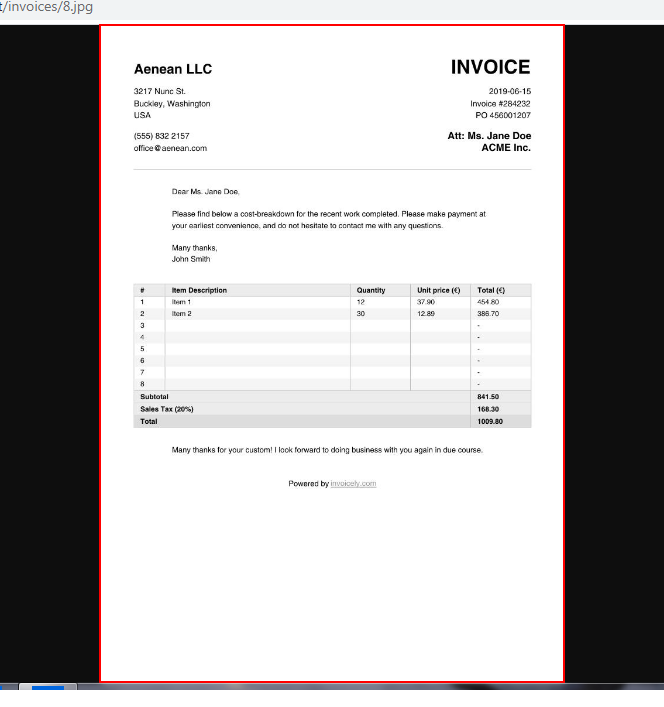 t/invoices/8.jpg
Aenean LLC
INVOICE
3217 Nunc St.
Buckley, Washington
USA
2019-06-15
Invoice #284232
PO 456001207
(555) 832 2157
office@aenean.com
Att: Ms. Jane Doe
ACME Inc.
Dear Ms. Jane Doe,
Please find below a cost-breakdown for the recent work completed. Please make payment at
your earliest convenience, and do not hesitate to contact me with any questions.
Many thanks,
John Smith
# Item Description Quantity Unit price (€) Total (€)
1 Item 1 12 37.90 454.80
2 Item 2 30 12.89 386.70
3 -
4 -
5 -
6 -
7 -
8 -
Subtotal 841.50
Sales Tax (20%) 168.30
Total 1009.80
Many thanks for your custom! I look forward to doing business with you again in due course.
Powered by invoicely.com